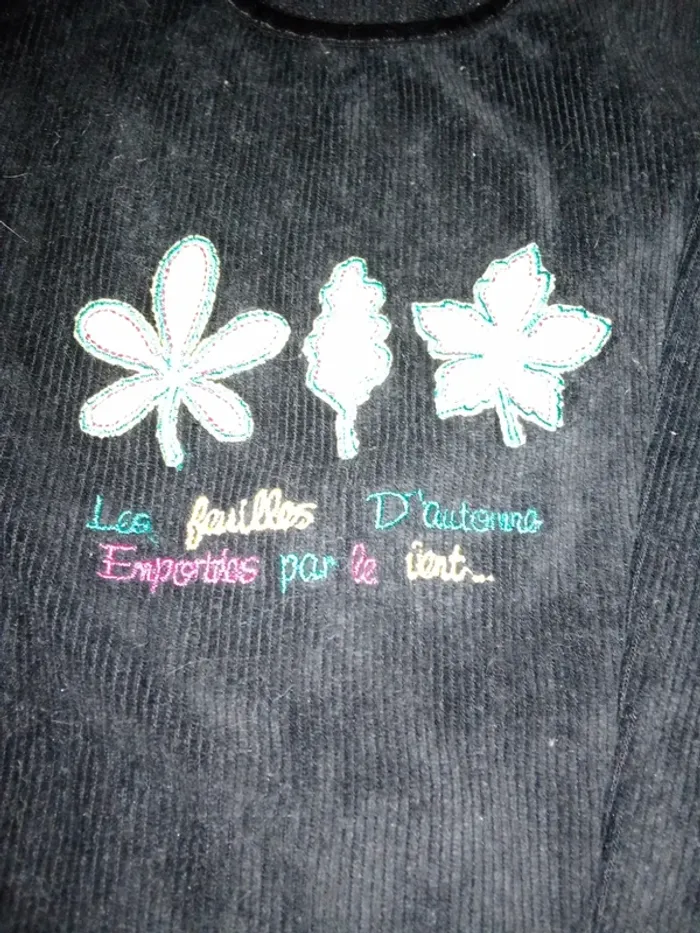 Les feuilles D'automne
Emportées par le vent...